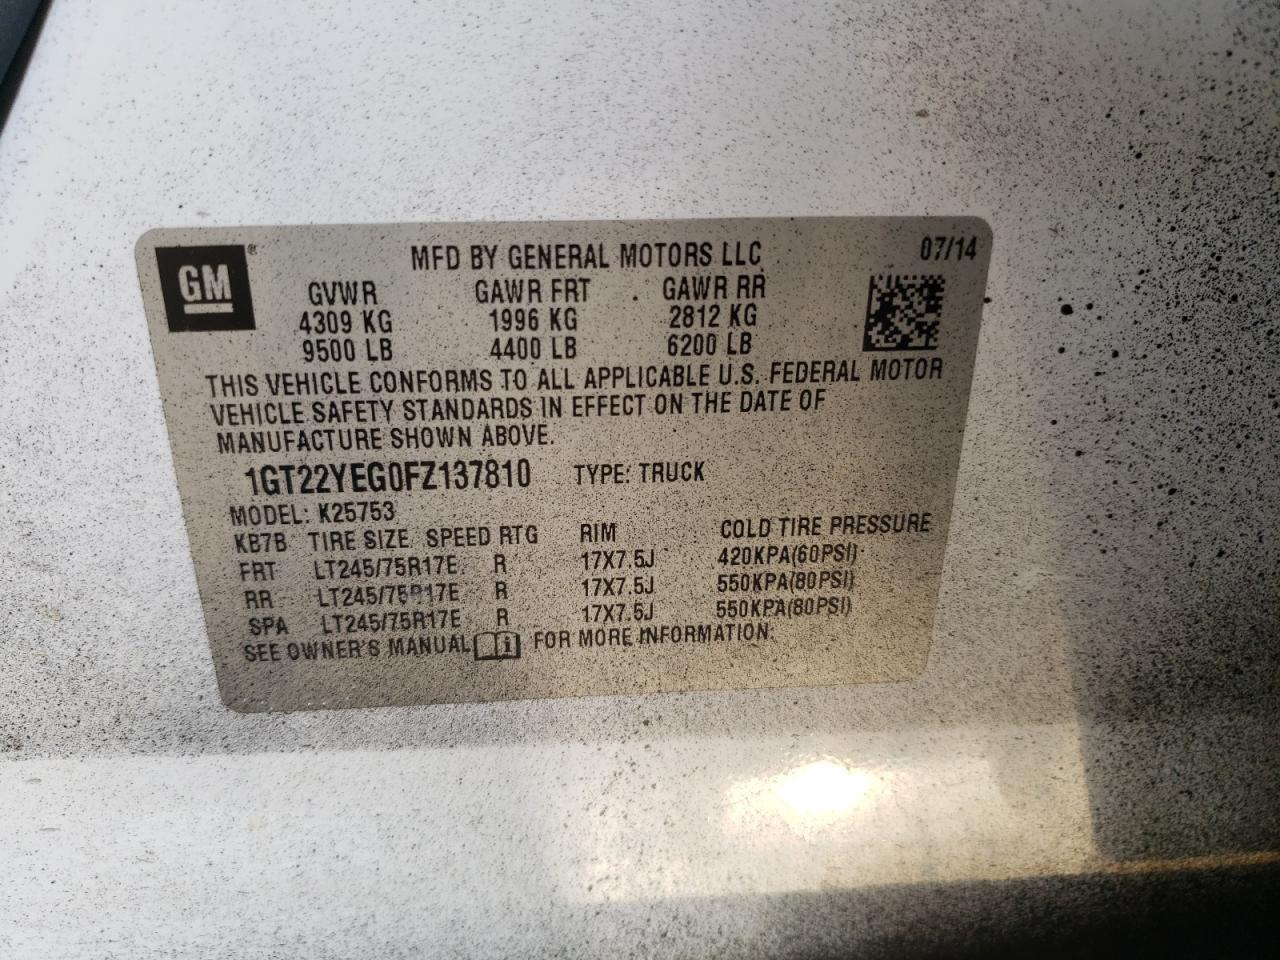 GM®
MFD BY GENERAL MOTORS LLC 07/14
GVWR GAWR FRT GAWR RR
4309 KG 1996 KG 2812 KG
9500 LB 4400 LB 6200 LB
THIS VEHICLE CONFORMS TO ALL APPLICABLE U.S. FEDERAL MOTOR
VEHICLE SAFETY STANDARDS IN EFFECT ON THE DATE OF
MANUFACTURE SHOWN ABOVE.
1GT22YEG0FZ137810 TYPE: TRUCK
MODEL: K25753
KB7B TIRE SIZE SPEED RTG RIM COLD TIRE PRESSURE
FRT LT245/75R17E R 17X7.5J 420KPA(60PSI)
RR LT245/75R17E R 17X7.5J 550KPA(80PSI)
SPA LT245/75R17E R 17X7.5J 550KPA(80PSI)
SEE OWNER'S MANUAL i FOR MORE INFORMATION.